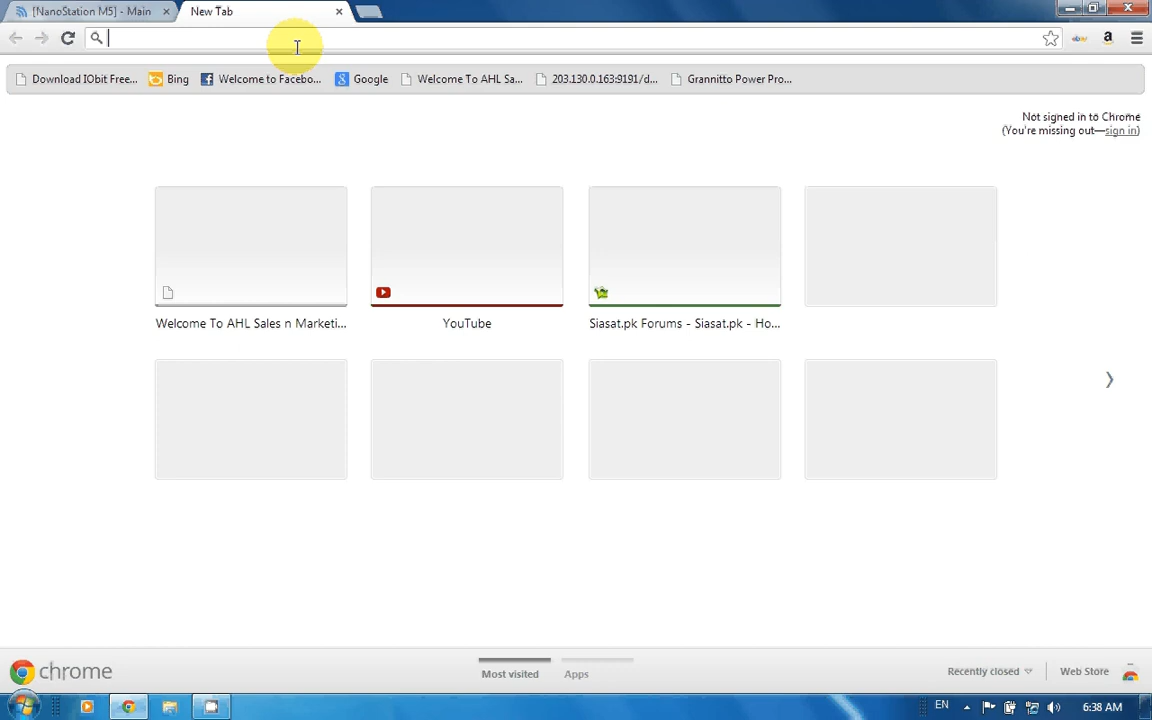 [NanoStation M5] - Main
New Tab
Download IObit Free...
Bing
Welcome to Facebo...
Google
Welcome To AHL Sa...
203.130.0.163:9191/d...
Grannitto Power Pro...
Not signed in to Chrome
(You're missing out—sign in)
Welcome To AHL Sales n Marketi...
YouTube
Siasat.pk Forums - Siasat.pk - Ho...
chrome
Most visited
Apps
Recently closed
Web Store
EN
6:38 AM